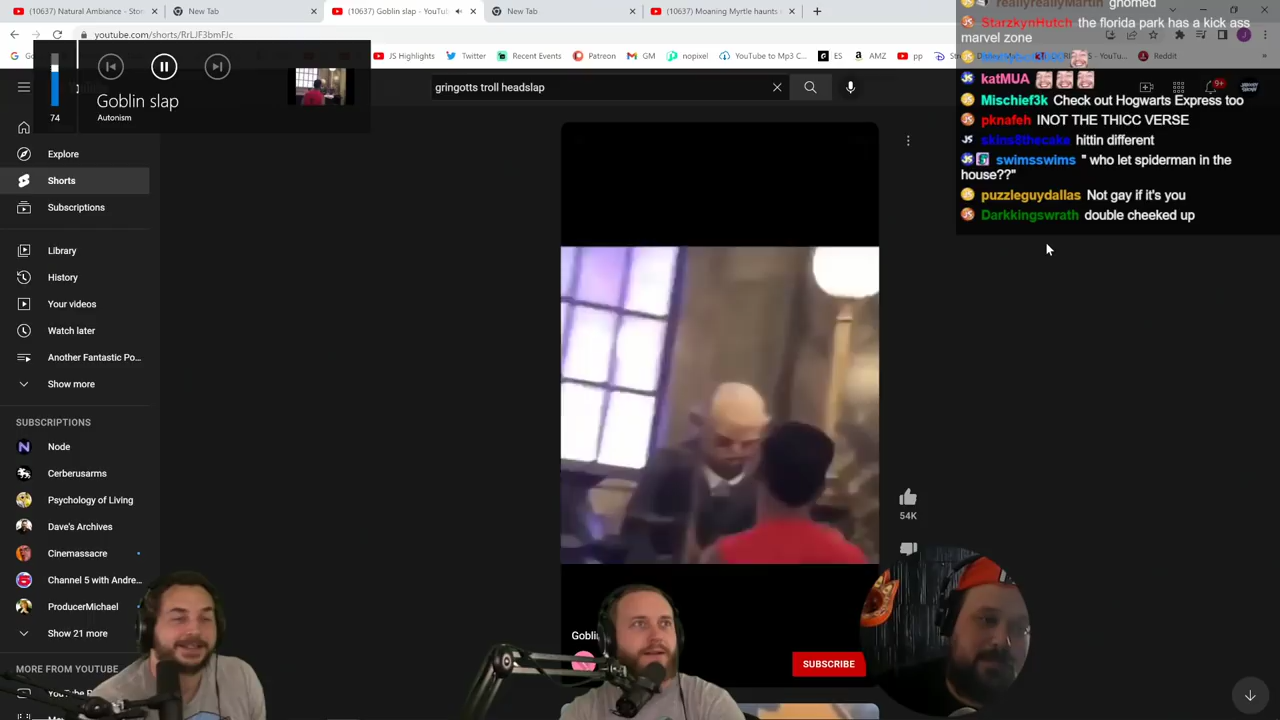 (10637) Natural Ambiance - Sto
New Tab
(10637) Goblin slap - YouTu
New Tab
(10637) Moaning Myrtle haunts
youtube.com/shorts/RrLJF3bmFJc
JS Highlights
Twitter
Recent Events
Patreon
GM
nopixel
YouTube to Mp3 C...
ES
AMZ
YouTu...
pp
Reddit
74
Goblin slap
Autonism
gringotts troll headslap
9+
J
Explore
Shorts
Subscriptions
Library
History
Your videos
Watch later
Another Fantastic Po...
Show more
SUBSCRIPTIONS
Node
Cerberusarms
Psychology of Living
Dave's Archives
Cinemassacre
Channel 5 with Andre...
ProducerMichael
Show 21 more
MORE FROM YOUTUBE
54K
Gobli
SUBSCRIBE
reallyreallyMartin gnomed
StarzkynHutch the florida park has a kick ass
marvel zone
katMUA
Mischief3k Check out Hogwarts Express too
pknafeh INOT THE THICC VERSE
skins8thecake hittin different
swimsswims " who let spiderman in the
house??"
puzzleguydallas Not gay if it's you
Darkkingswrath double cheeked up